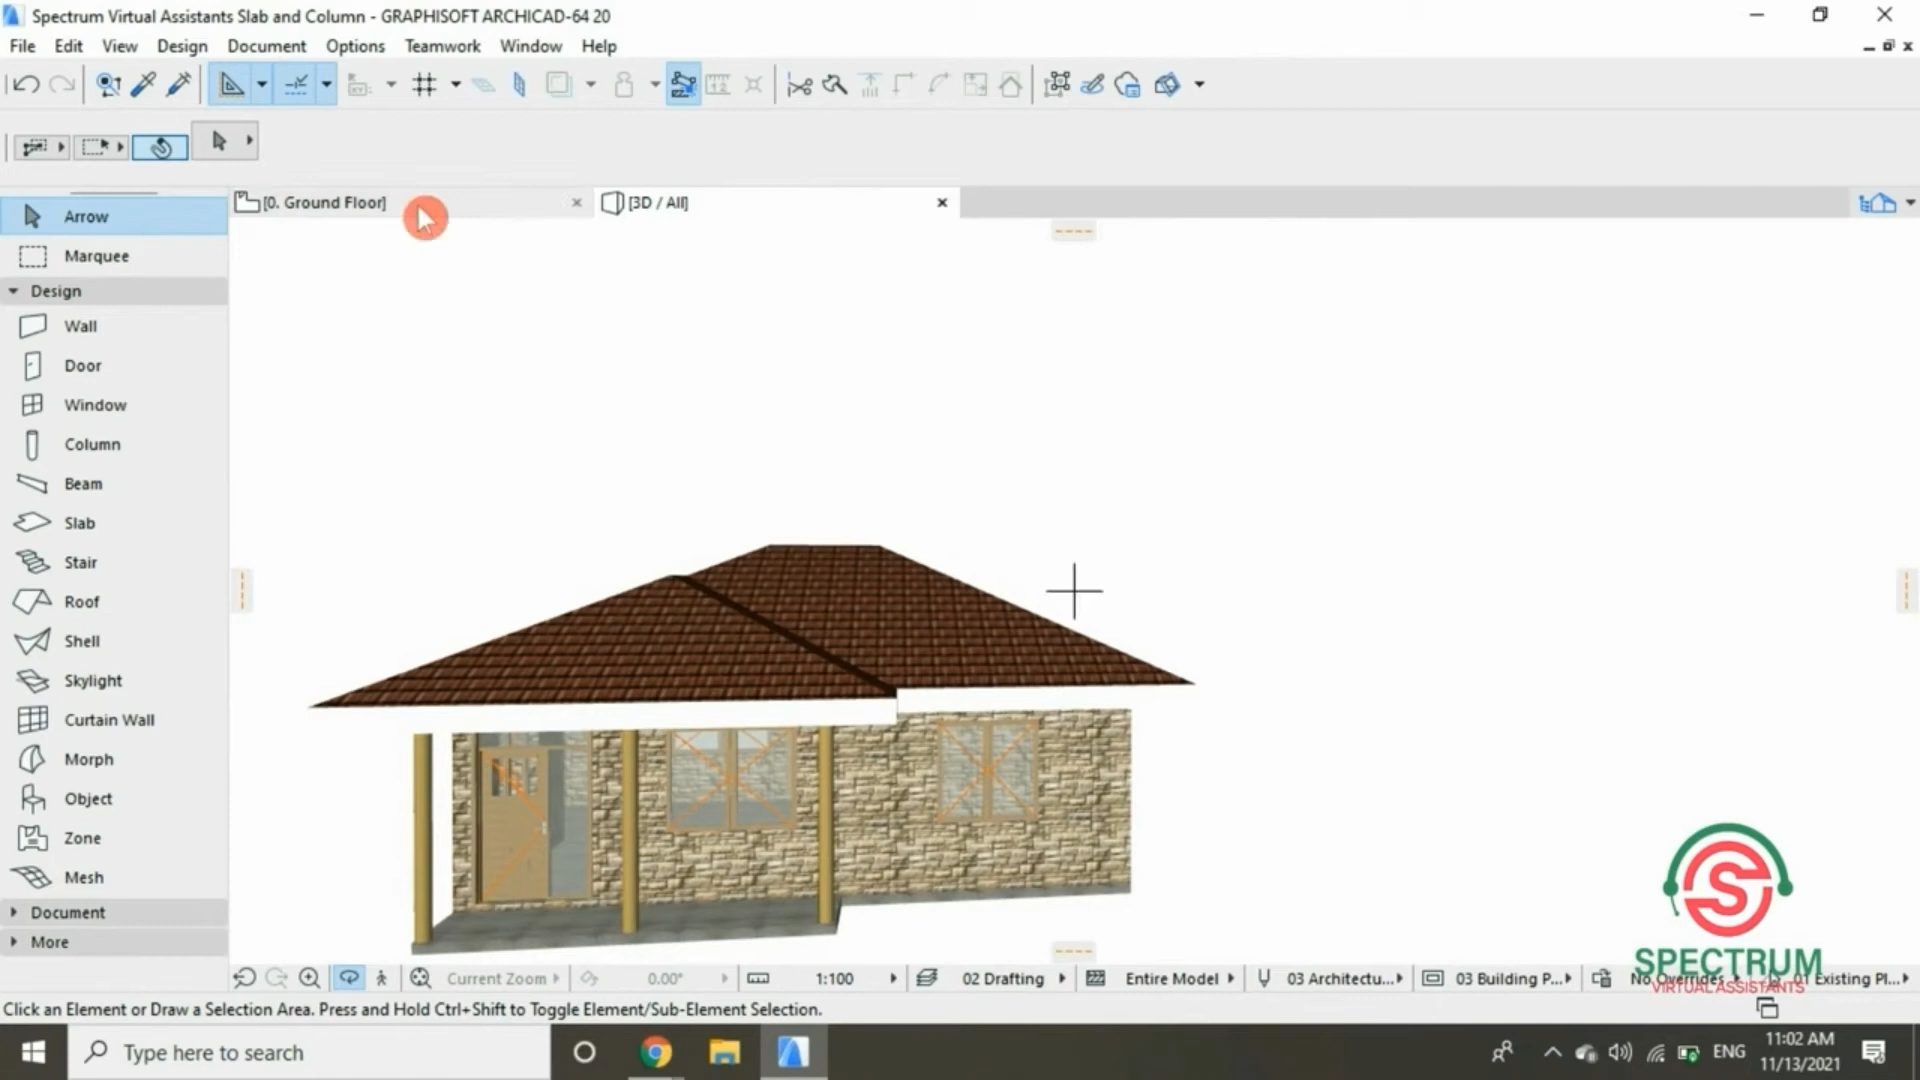 Spectrum Virtual Assistants Slab and Column - GRAPHISOFT ARCHICAD-64 20
File Edit View Design Document Options Teamwork Window Help
[0. Ground Floor]
[3D / All]
Arrow
Marquee
Design
Wall
Door
Window
Column
Beam
Slab
Stair
Roof
Shell
Skylight
Curtain Wall
Morph
Object
Zone
Mesh
Document
More
SPECTRUM
VIRTUAL ASSISTANTS
Current Zoom 0.00° 1:100 02 Drafting Entire Model 03 Architectu... 03 Building P... 01 Existing Pl...
Click an Element or Draw a Selection Area. Press and Hold Ctrl+Shift to Toggle Element/Sub-Element Selection.
Type here to search
ENG
11:02 AM
11/13/2021